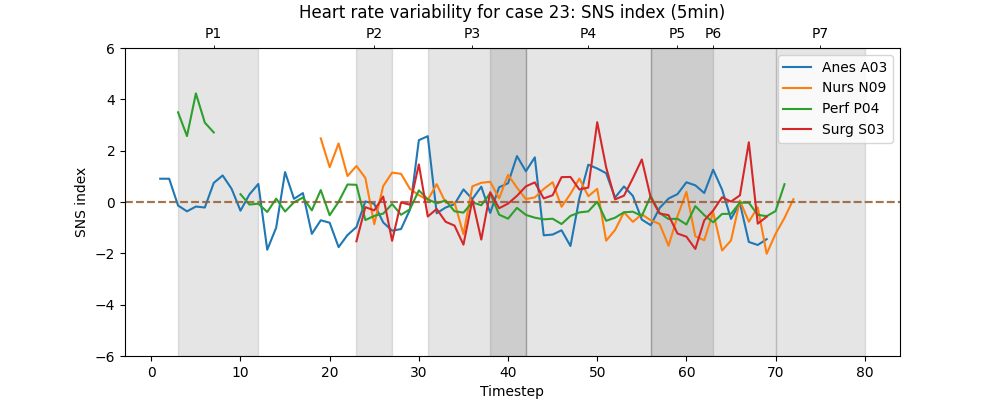 Heart rate variability for case 23: SNS index (5min)
P1 P2 P3 P4 P5 P6 P7
6
4
2
0
−2
−4
−6
SNS index
Anes A03
Nurs N09
Perf P04
Surg S03
0 10 20 30 40 50 60 70 80
Timestep